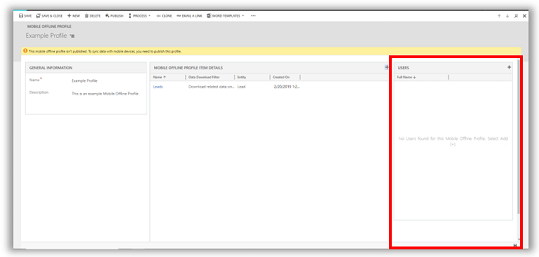 SAVE SAVE & CLOSE + NEW DELETE PUBLISH PROCESS CLONE EMAIL A LINK MORE TEMPLATES ...
MOBILE OFFLINE PROFILE
Example Profile
This mobile offline profile isn't published. To sync data with mobile devices, you need to publish this profile.
GENERAL INFORMATION
Name * Example Profile
Description This is an example Mobile Offline Profile
MOBILE OFFLINE PROFILE ITEM DETAILS
Name Data Download Filter Entity Created On
Leads Download related data on... Lead 2/20/2019 12...
USERS
Full Name
No Users found for this Mobile Offline Profile. Select Add